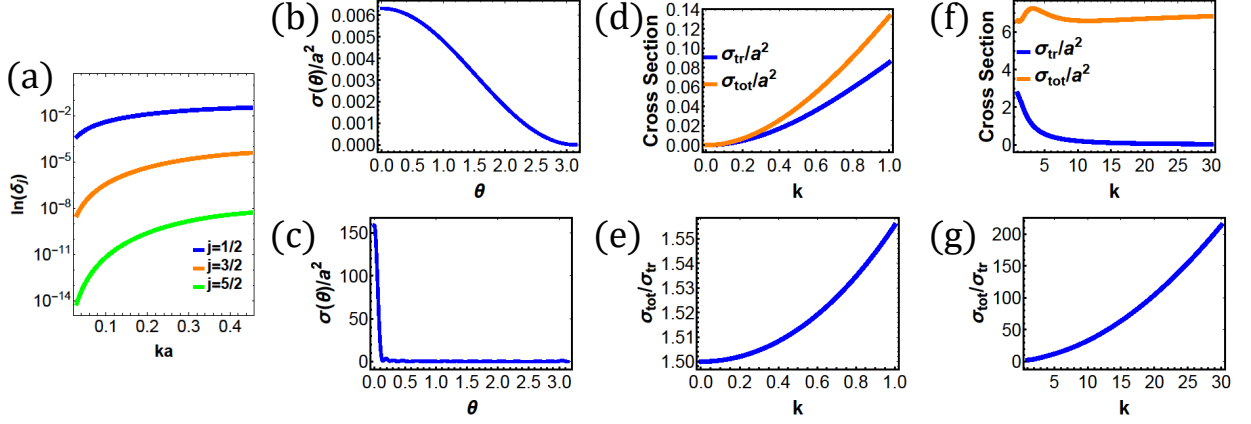 (a)
ln(δj)
10^-2
10^-5
10^-8
10^-11
10^-14
j=1/2
j=3/2
j=5/2
0.1 0.2 0.3 0.4
ka
(b)
σ(θ)/a^2
0.006
0.005
0.004
0.003
0.002
0.001
0.000
0.0 0.5 1.0 1.5 2.0 2.5 3.0
θ
(c)
σ(θ)/a^2
150
100
50
0
0.0 0.5 1.0 1.5 2.0 2.5 3.0
θ
(d)
Cross Section
0.14
0.12
0.10
0.08
0.06
0.04
0.02
0.00
σtr/a^2
σtot/a^2
0.0 0.2 0.4 0.6 0.8 1.0
k
(e)
σtot/σtr
1.55
1.54
1.53
1.52
1.51
1.50
0.0 0.2 0.4 0.6 0.8 1.0
k
(f)
Cross Section
6
4
2
0
σtr/a^2
σtot/a^2
5 10 15 20 25 30
k
(g)
σtot/σtr
200
150
100
50
0
5 10 15 20 25 30
k